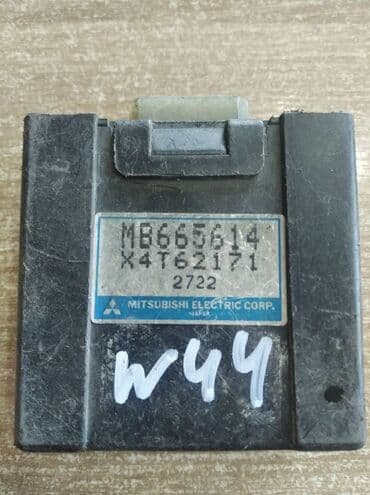 MB665614
X4T62171
2722
MITSUBISHI ELECTRIC CORP.
JAPAN
W44